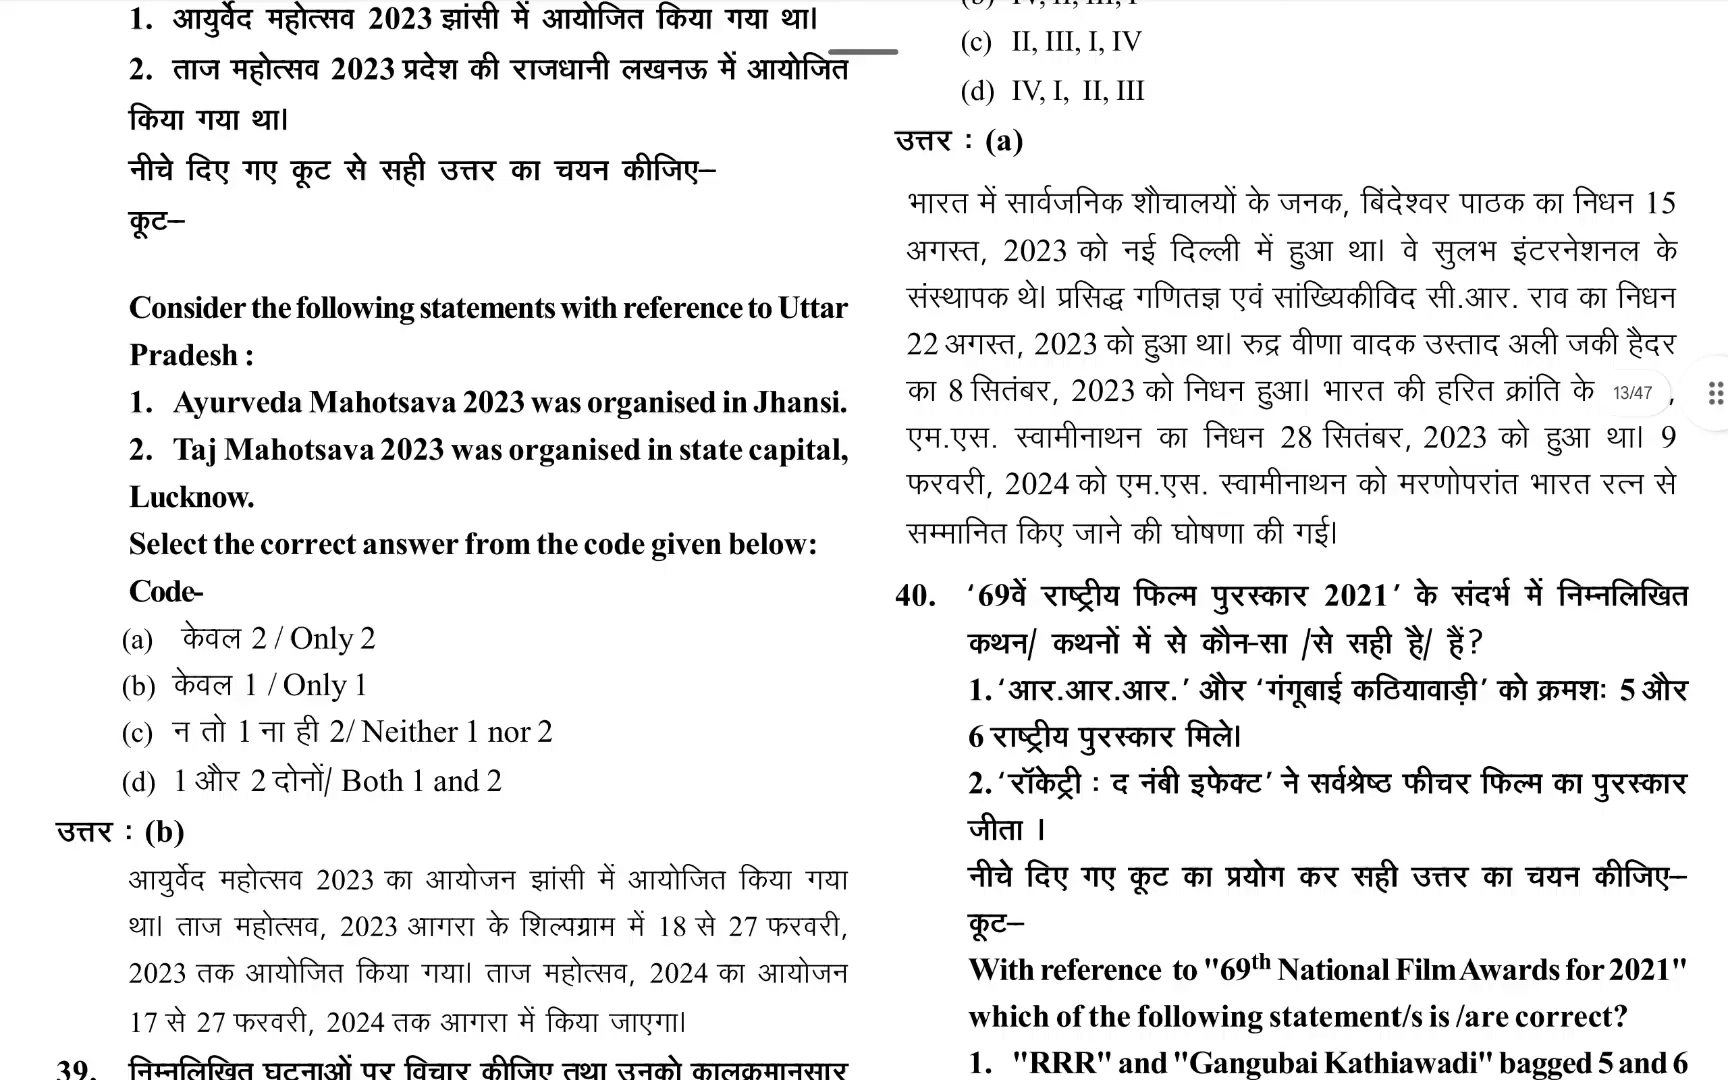 1. आयुर्वेद महोत्सव 2023 झांसी में आयोजित किया गया था।
2. ताज महोत्सव 2023 प्रदेश की राजधानी लखनऊ में आयोजित
किया गया था।
नीचे दिए गए कूट से सही उत्तर का चयन कीजिए–
कूट–
Consider the following statements with reference to Uttar
Pradesh :
1. Ayurveda Mahotsava 2023 was organised in Jhansi.
2. Taj Mahotsava 2023 was organised in state capital,
Lucknow.
Select the correct answer from the code given below:
Code-
(a) केवल 2 / Only 2
(b) केवल 1 / Only 1
(c) न तो 1 ना ही 2/ Neither 1 nor 2
(d) 1 और 2 दोनों/ Both 1 and 2
उत्तर : (b)
आयुर्वेद महोत्सव 2023 का आयोजन झांसी में आयोजित किया गया
था। ताज महोत्सव, 2023 आगरा के शिल्पग्राम में 18 से 27 फरवरी,
2023 तक आयोजित किया गया। ताज महोत्सव, 2024 का आयोजन
17 से 27 फरवरी, 2024 तक आगरा में किया जाएगा।
39. निम्नलिखित घटनाओं पर विचार कीजिए तथा उनको कालक्रमानुसार
(c) II, III, I, IV
(d) IV, I, II, III
उत्तर : (a)
भारत में सार्वजनिक शौचालयों के जनक, बिंदेश्वर पाठक का निधन 15
अगस्त, 2023 को नई दिल्ली में हुआ था। वे सुलभ इंटरनेशनल के
संस्थापक थे। प्रसिद्ध गणितज्ञ एवं सांख्यिकीविद सी.आर. राव का निधन
22 अगस्त, 2023 को हुआ था। रुद्र वीणा वादक उस्ताद अली जकी हैदर
का 8 सितंबर, 2023 को निधन हुआ। भारत की हरित क्रांति के 13/47 ,
एम.एस. स्वामीनाथन का निधन 28 सितंबर, 2023 को हुआ था। 9
फरवरी, 2024 को एम.एस. स्वामीनाथन को मरणोपरांत भारत रत्न से
सम्मानित किए जाने की घोषणा की गई।
40. ‘69वें राष्ट्रीय फिल्म पुरस्कार 2021’ के संदर्भ में निम्नलिखित
कथन/ कथनों में से कौन-सा /से सही है/ हैं?
1. ‘आर.आर.आर.’ और ‘गंगूबाई कठियावाड़ी’ को क्रमशः 5 और
6 राष्ट्रीय पुरस्कार मिले।
2. ‘रॉकेट्री : द नंबी इफेक्ट’ ने सर्वश्रेष्ठ फीचर फिल्म का पुरस्कार
जीता ।
नीचे दिए गए कूट का प्रयोग कर सही उत्तर का चयन कीजिए–
कूट–
With reference to "69th National Film Awards for 2021"
which of the following statement/s is /are correct?
1. "RRR" and "Gangubai Kathiawadi" bagged 5 and 6